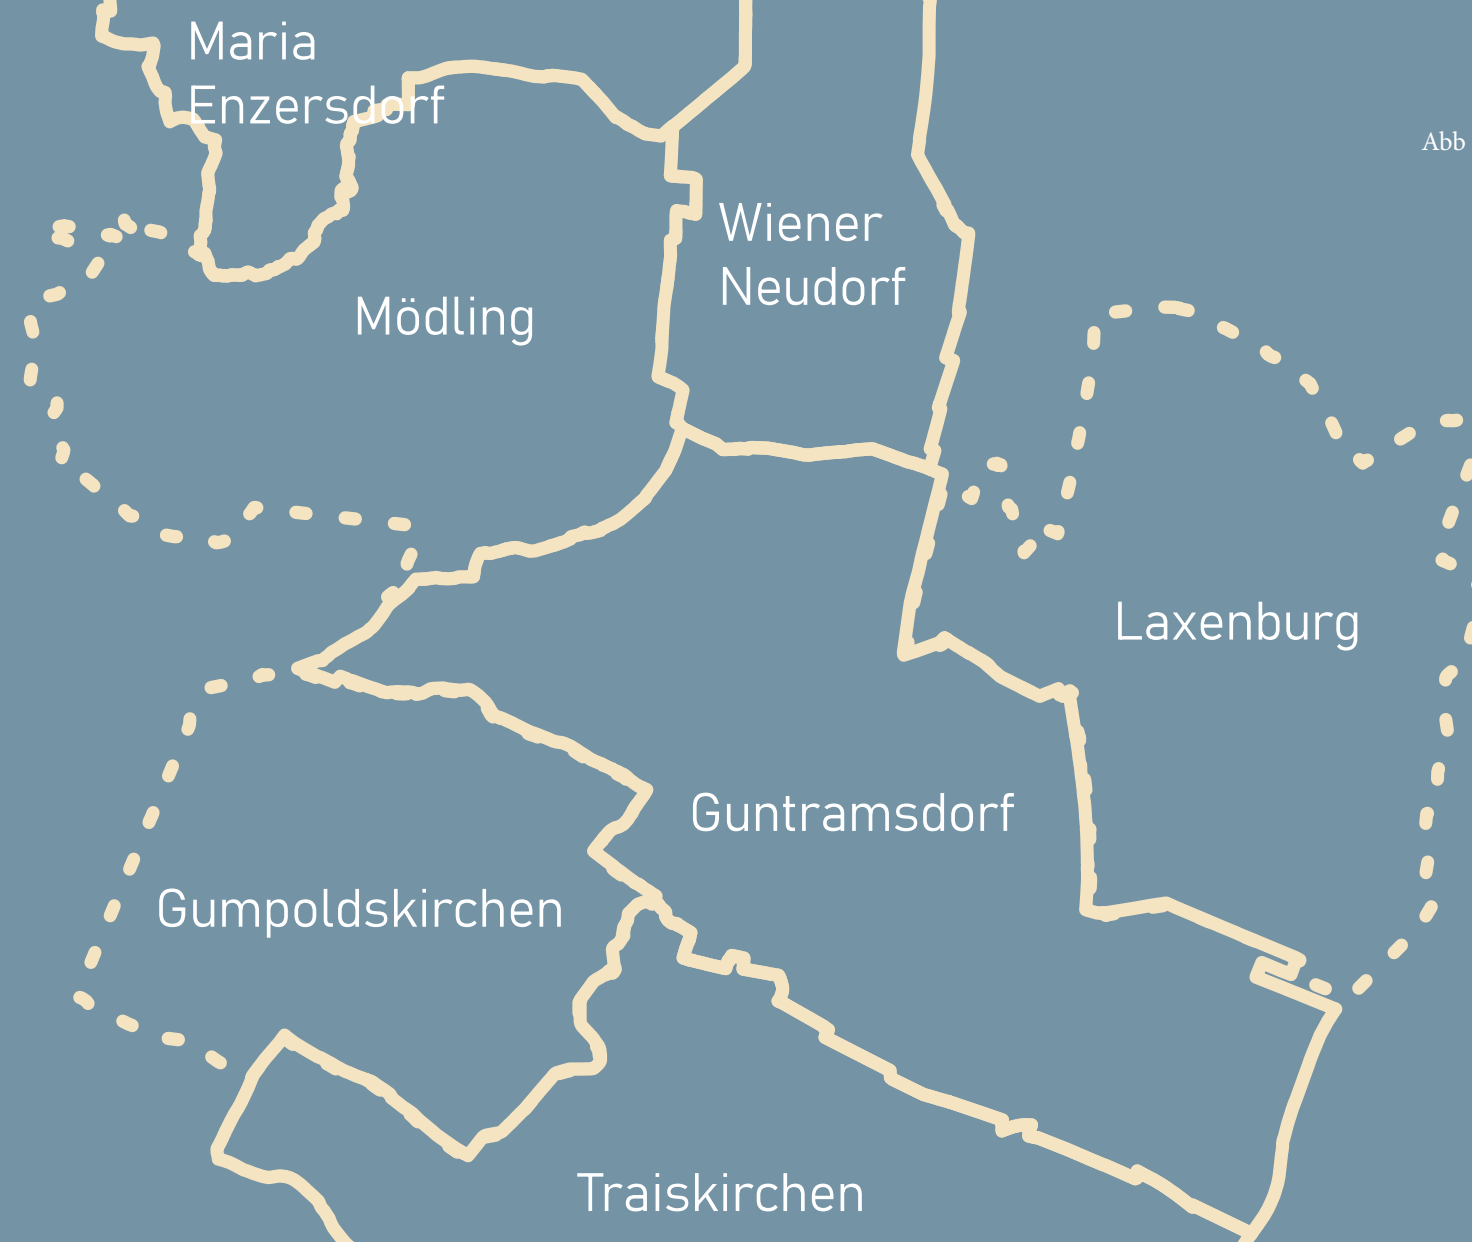 Maria
Enzersdorf
Abb
Wiener
Neudorf
Mödling
Laxenburg
Guntramsdorf
Gumpoldskirchen
Traiskirchen